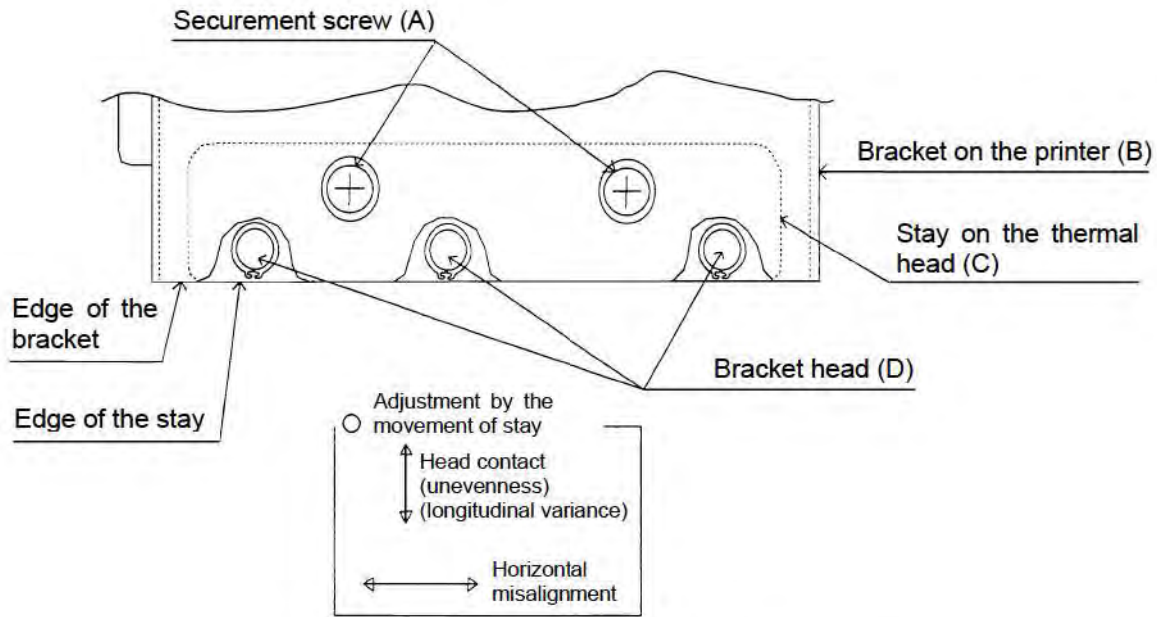 Securement screw (A)
Bracket on the printer (B)
Stay on the thermal
head (C)
Edge of the
bracket
Bracket head (D)
Edge of the stay
Adjustment by the
movement of stay
Head contact
(unevenness)
(longitudinal variance)
Horizontal
misalignment